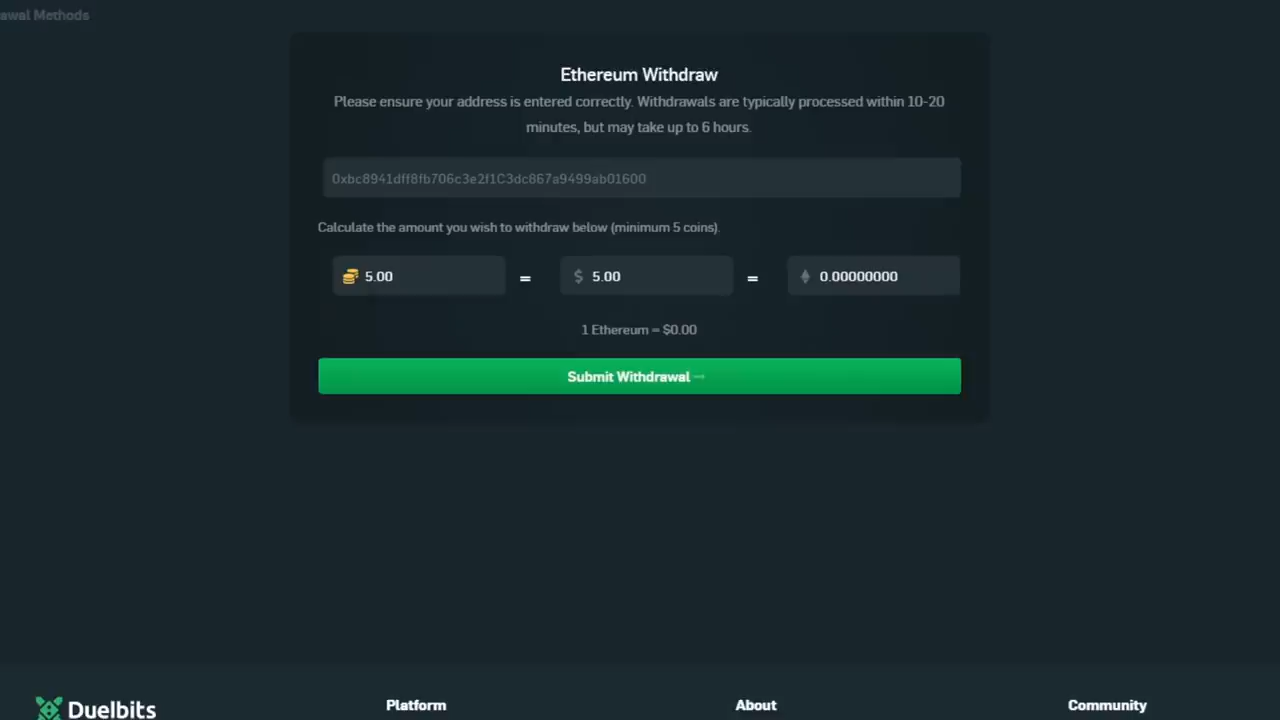 awal Methods
Ethereum Withdraw
Please ensure your address is entered correctly. Withdrawals are typically processed within 10-20
minutes, but may take up to 6 hours.
0xbc8941dff8fb706c3e2f1C3dc867a9499ab01600
Calculate the amount you wish to withdraw below (minimum 5 coins).
5.00 = $ 5.00 = 0.00000000
1 Ethereum = $0.00
Submit Withdrawal →
Duelbits Platform About Community